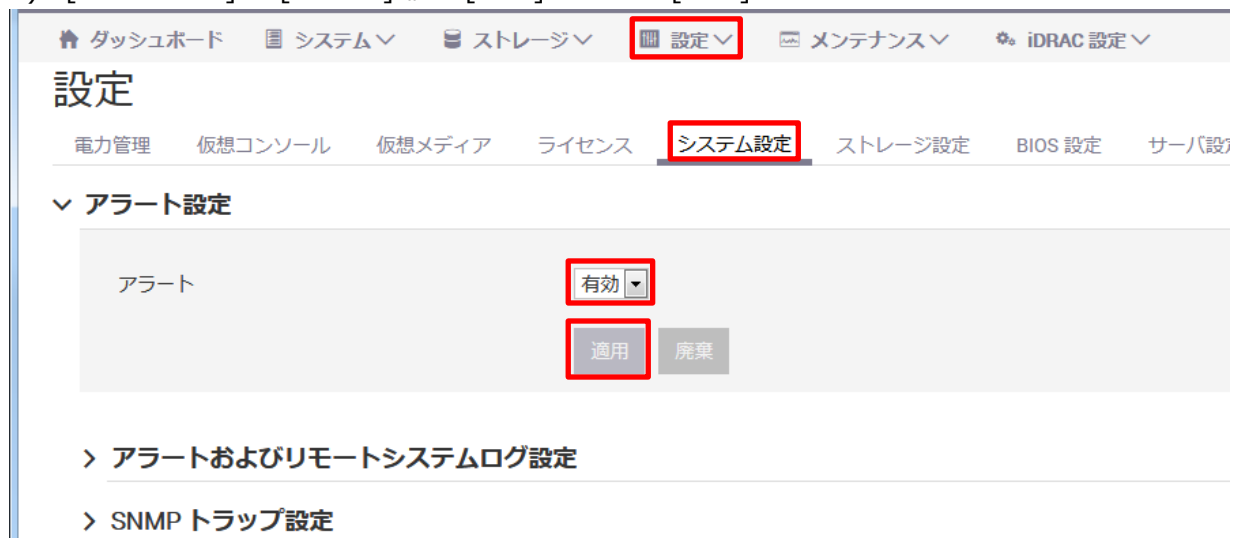 ダッシュボード システム ストレージ 設定 メンテナンス iDRAC 設定
設定
電力管理 仮想コンソール 仮想メディア ライセンス システム設定 ストレージ設定 BIOS 設定 サーバ設
アラート設定
アラート 有効
適用 廃棄
アラートおよびリモートシステムログ設定
SNMP トラップ設定